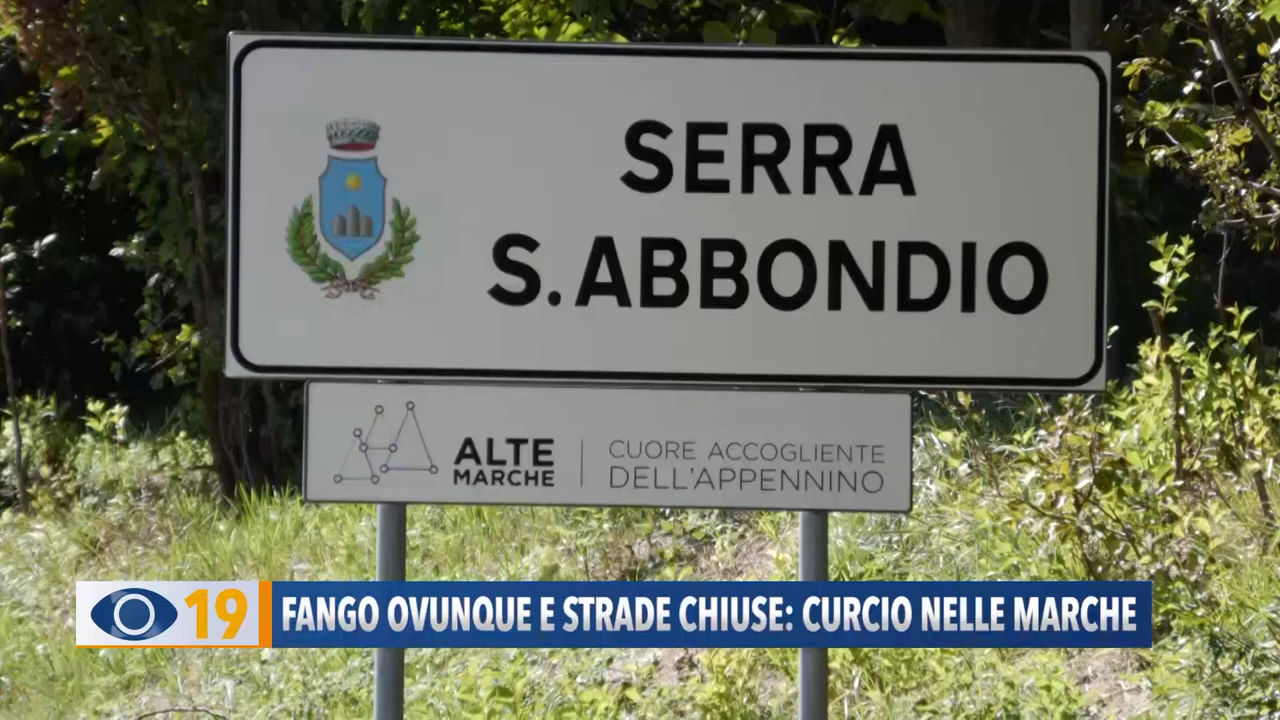 SERRA
S. ABBONDIO
ALTE
MARCHE
CUORE ACCOGLIENTE
DELL'APPENNINO
19
FANGO OVUNQUE E STRADE CHIUSE: CURCIO NELLE MARCHE